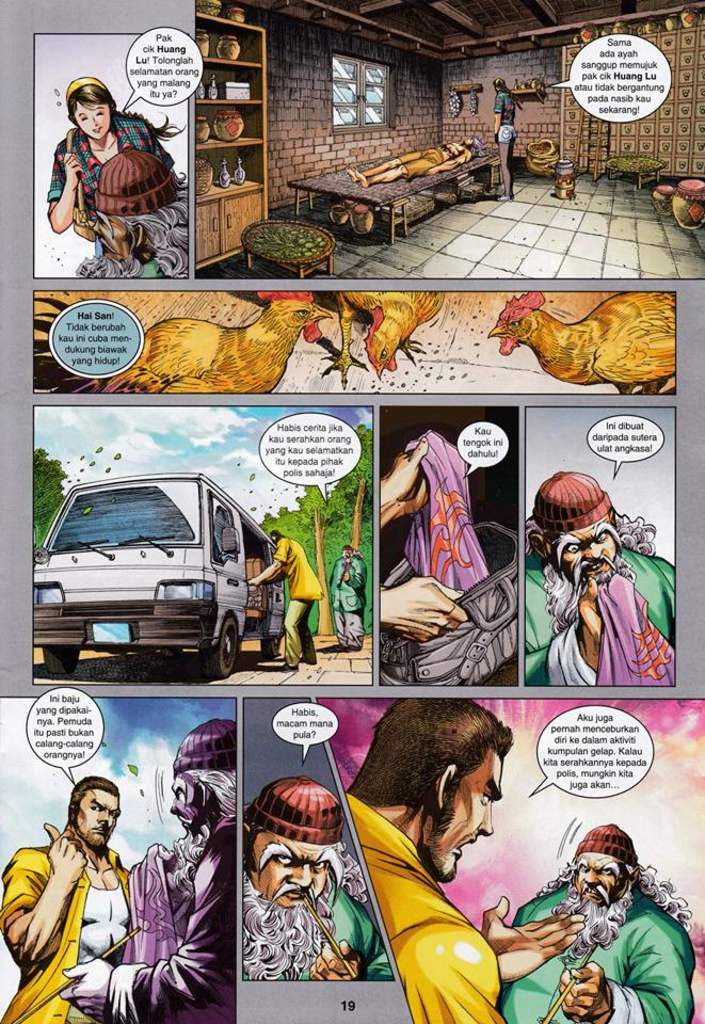 Pak
cik Huang
Lu! Tolonglah
selamatan orang
yang malang
itu ya?
Sama
ada ayah
sanggup memujuk
pak cik Huang Lu
atau tidak bergantung
pada nasib kau
sekarang!
Hai San!
Tidak berubah
kau ini cuba men-
dukung biawak
yang hidup!
Habis cerita jika
kau serahkan orang
yang kau selamatkan
itu kepada pihak
polis sahaja!
Kau
tengok ini
dahulu!
Ini dibuat
daripada sutera
ulat angkasa!
Ini baju
yang dipakai-
nya. Pemuda
itu pasti bukan
calang-calang
orangnya!
Habis,
macam mana
pula?
Aku juga
pernah menceburkan
diri ke dalam aktiviti
kumpulan gelap. Kalau
kita serahkannya kepada
polis, mungkin kita
juga akan...
19